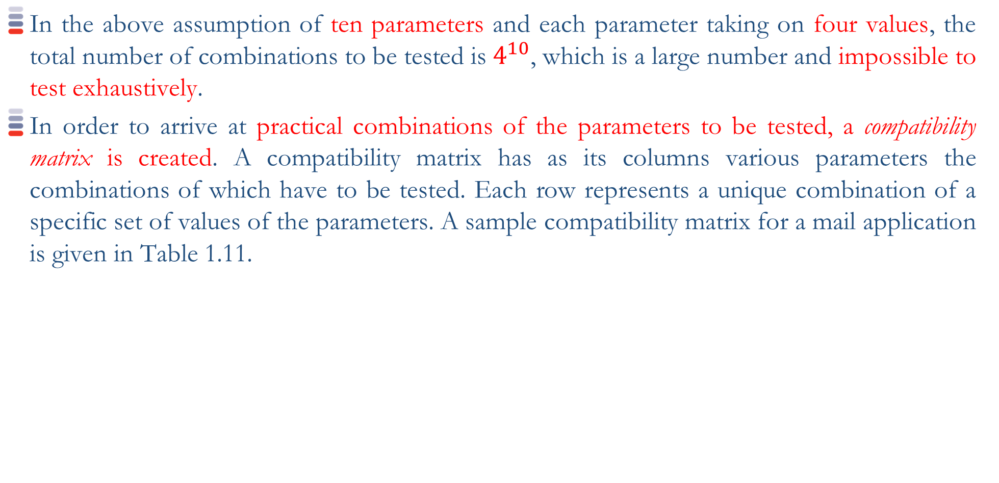 In the above assumption of ten parameters and each parameter taking on four values, the
total number of combinations to be tested is 4¹⁰, which is a large number and impossible to
test exhaustively.
In order to arrive at practical combinations of the parameters to be tested, a compatibility
matrix is created. A compatibility matrix has as its columns various parameters the
combinations of which have to be tested. Each row represents a unique combination of a
specific set of values of the parameters. A sample compatibility matrix for a mail application
is given in Table 1.11.